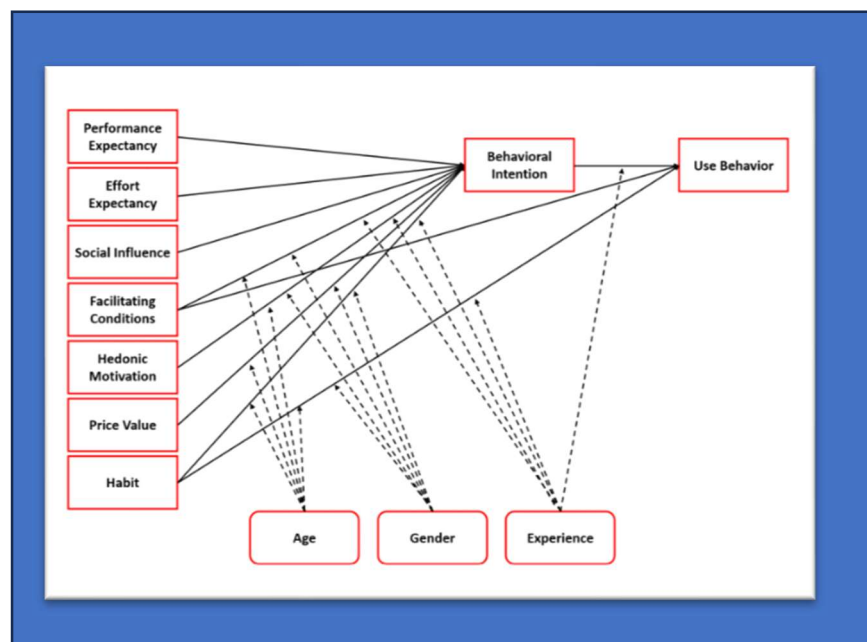 Performance
Expectancy
Effort
Expectancy
Social Influence
Facilitating
Conditions
Hedonic
Motivation
Price Value
Habit
Behavioral
Intention
Use Behavior
Age
Gender
Experience